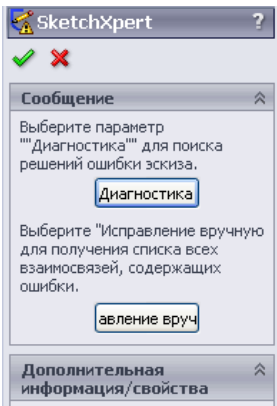 SketchXpert ?
Сообщение
Выберите параметр
""Диагностика"" для поиска
решений ошибки эскиза.
Диагностика
Выберите "Исправление вручную
для получения списка всех
взаимосвязей, содержащих
ошибки.
авление вруч
Дополнительная
информация/свойства